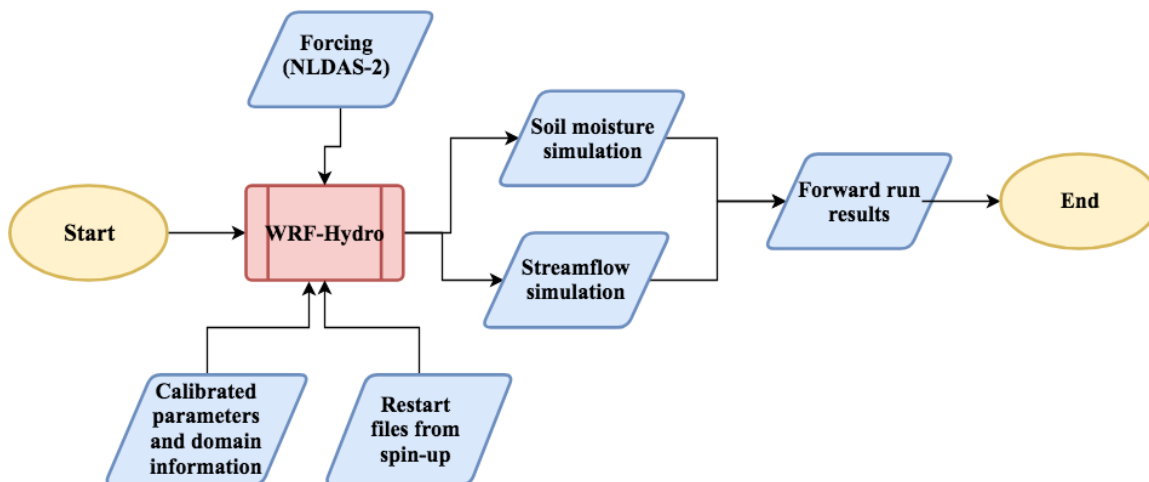 Forcing
(NLDAS-2)
Soil moisture
simulation
Start
WRF-Hydro
Streamflow
simulation
Forward run
results
End
Calibrated
parameters
and domain
information
Restart
files from
spin-up